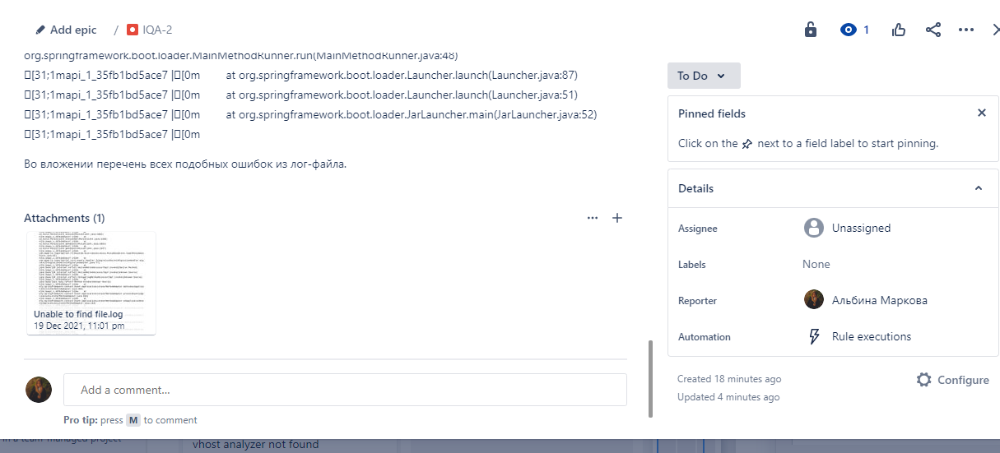 Add epic / IQA-2
1
org.springframework.boot.loader.MainMethodRunner.run(MainMethodRunner.java:48)
[31;1mapi_1_35fb1bd5ace7 |[0m at org.springframework.boot.loader.Launcher.launch(Launcher.java:87)
[31;1mapi_1_35fb1bd5ace7 |[0m at org.springframework.boot.loader.Launcher.launch(Launcher.java:51)
[31;1mapi_1_35fb1bd5ace7 |[0m at org.springframework.boot.loader.JarLauncher.main(JarLauncher.java:52)
[31;1mapi_1_35fb1bd5ace7 |[0m
Во вложении перечень всех подобных ошибок из лог-файла.
Attachments (1)
Unable to find file.log
19 Dec 2021, 11:01 pm
Add a comment...
Pro tip: press M to comment
To Do
Pinned fields
Click on the next to a field label to start pinning.
Details
Assignee Unassigned
Labels None
Reporter Альбина Маркова
Automation Rule executions
Created 18 minutes ago
Configure
Updated 4 minutes ago
in a team-managed project
vhost analyzer not found